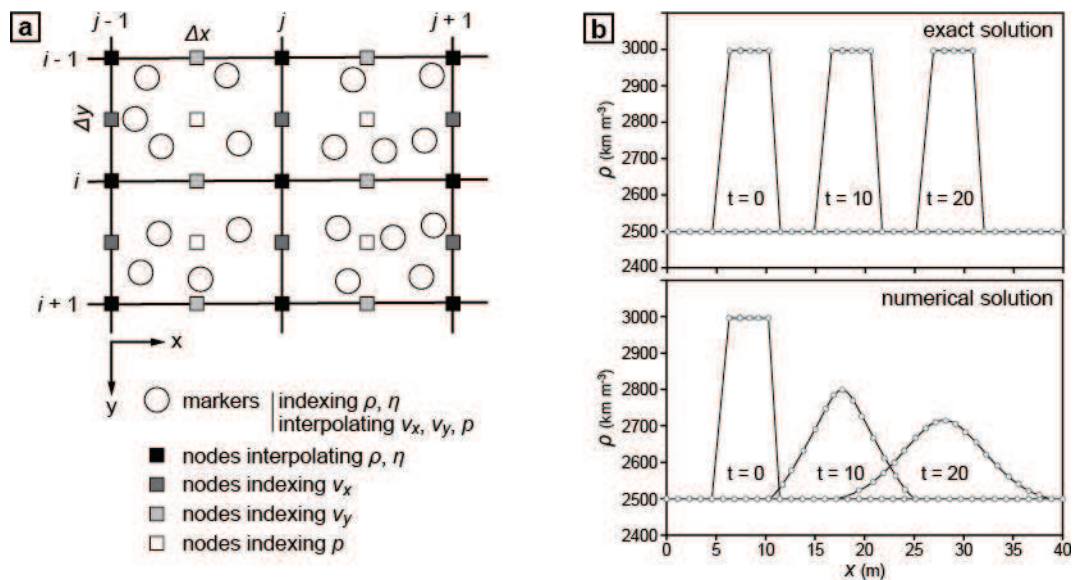 a
j - 1
j
j + 1
Δx
i - 1
Δy
i
i + 1
x
y
markers
indexing ρ, η
interpolating vx, vy, p
nodes interpolating ρ, η
nodes indexing vx
nodes indexing vy
nodes indexing p
b
exact solution
3000
2900
2800
2700
2600
2500
2400
ρ (km m-3)
t = 0
t = 10
t = 20
numerical solution
3000
2900
2800
2700
2600
2500
2400
ρ (km m-3)
t = 0
t = 10
t = 20
0 5 10 15 20 25 30 35 40
x (m)